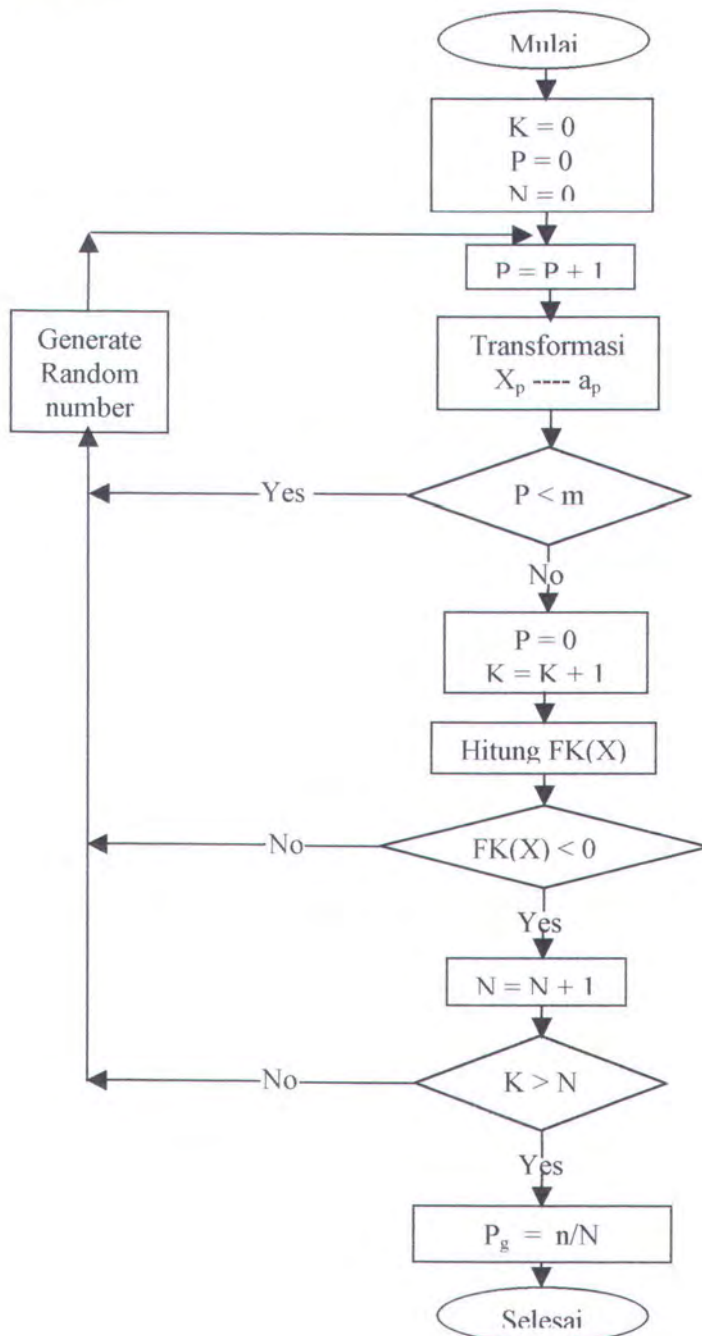 Mulai
K = 0
P = 0
N = 0
P = P + 1
Generate
Random
number
Transformasi
Xₚ ---- aₚ
Yes
P < m
No
P = 0
K = K + 1
Hitung FK(X)
No
FK(X) < 0
Yes
N = N + 1
No
K > N
Yes
P_g = n/N
Selesai